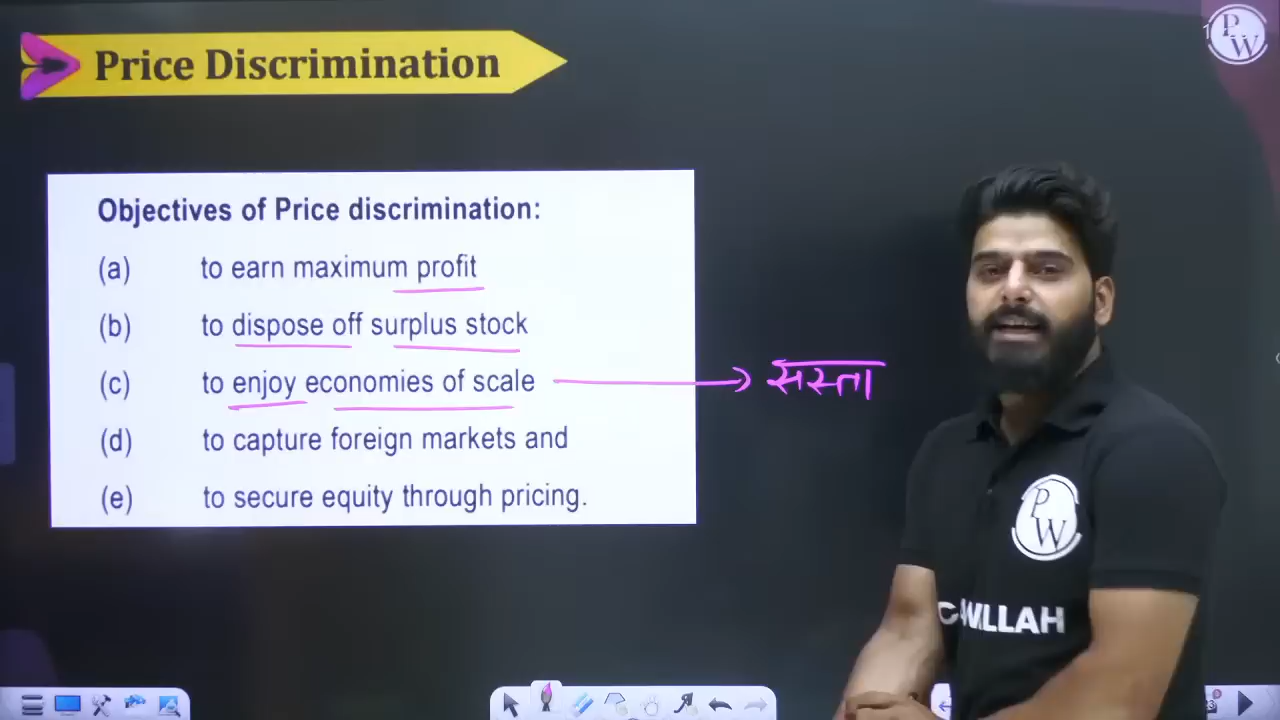 Price Discrimination
PW
Objectives of Price discrimination:
(a) to earn maximum profit
(b) to dispose off surplus stock
(c) to enjoy economies of scale
सस्ता
(d) to capture foreign markets and
(e) to secure equity through pricing.
PW
WALLAH